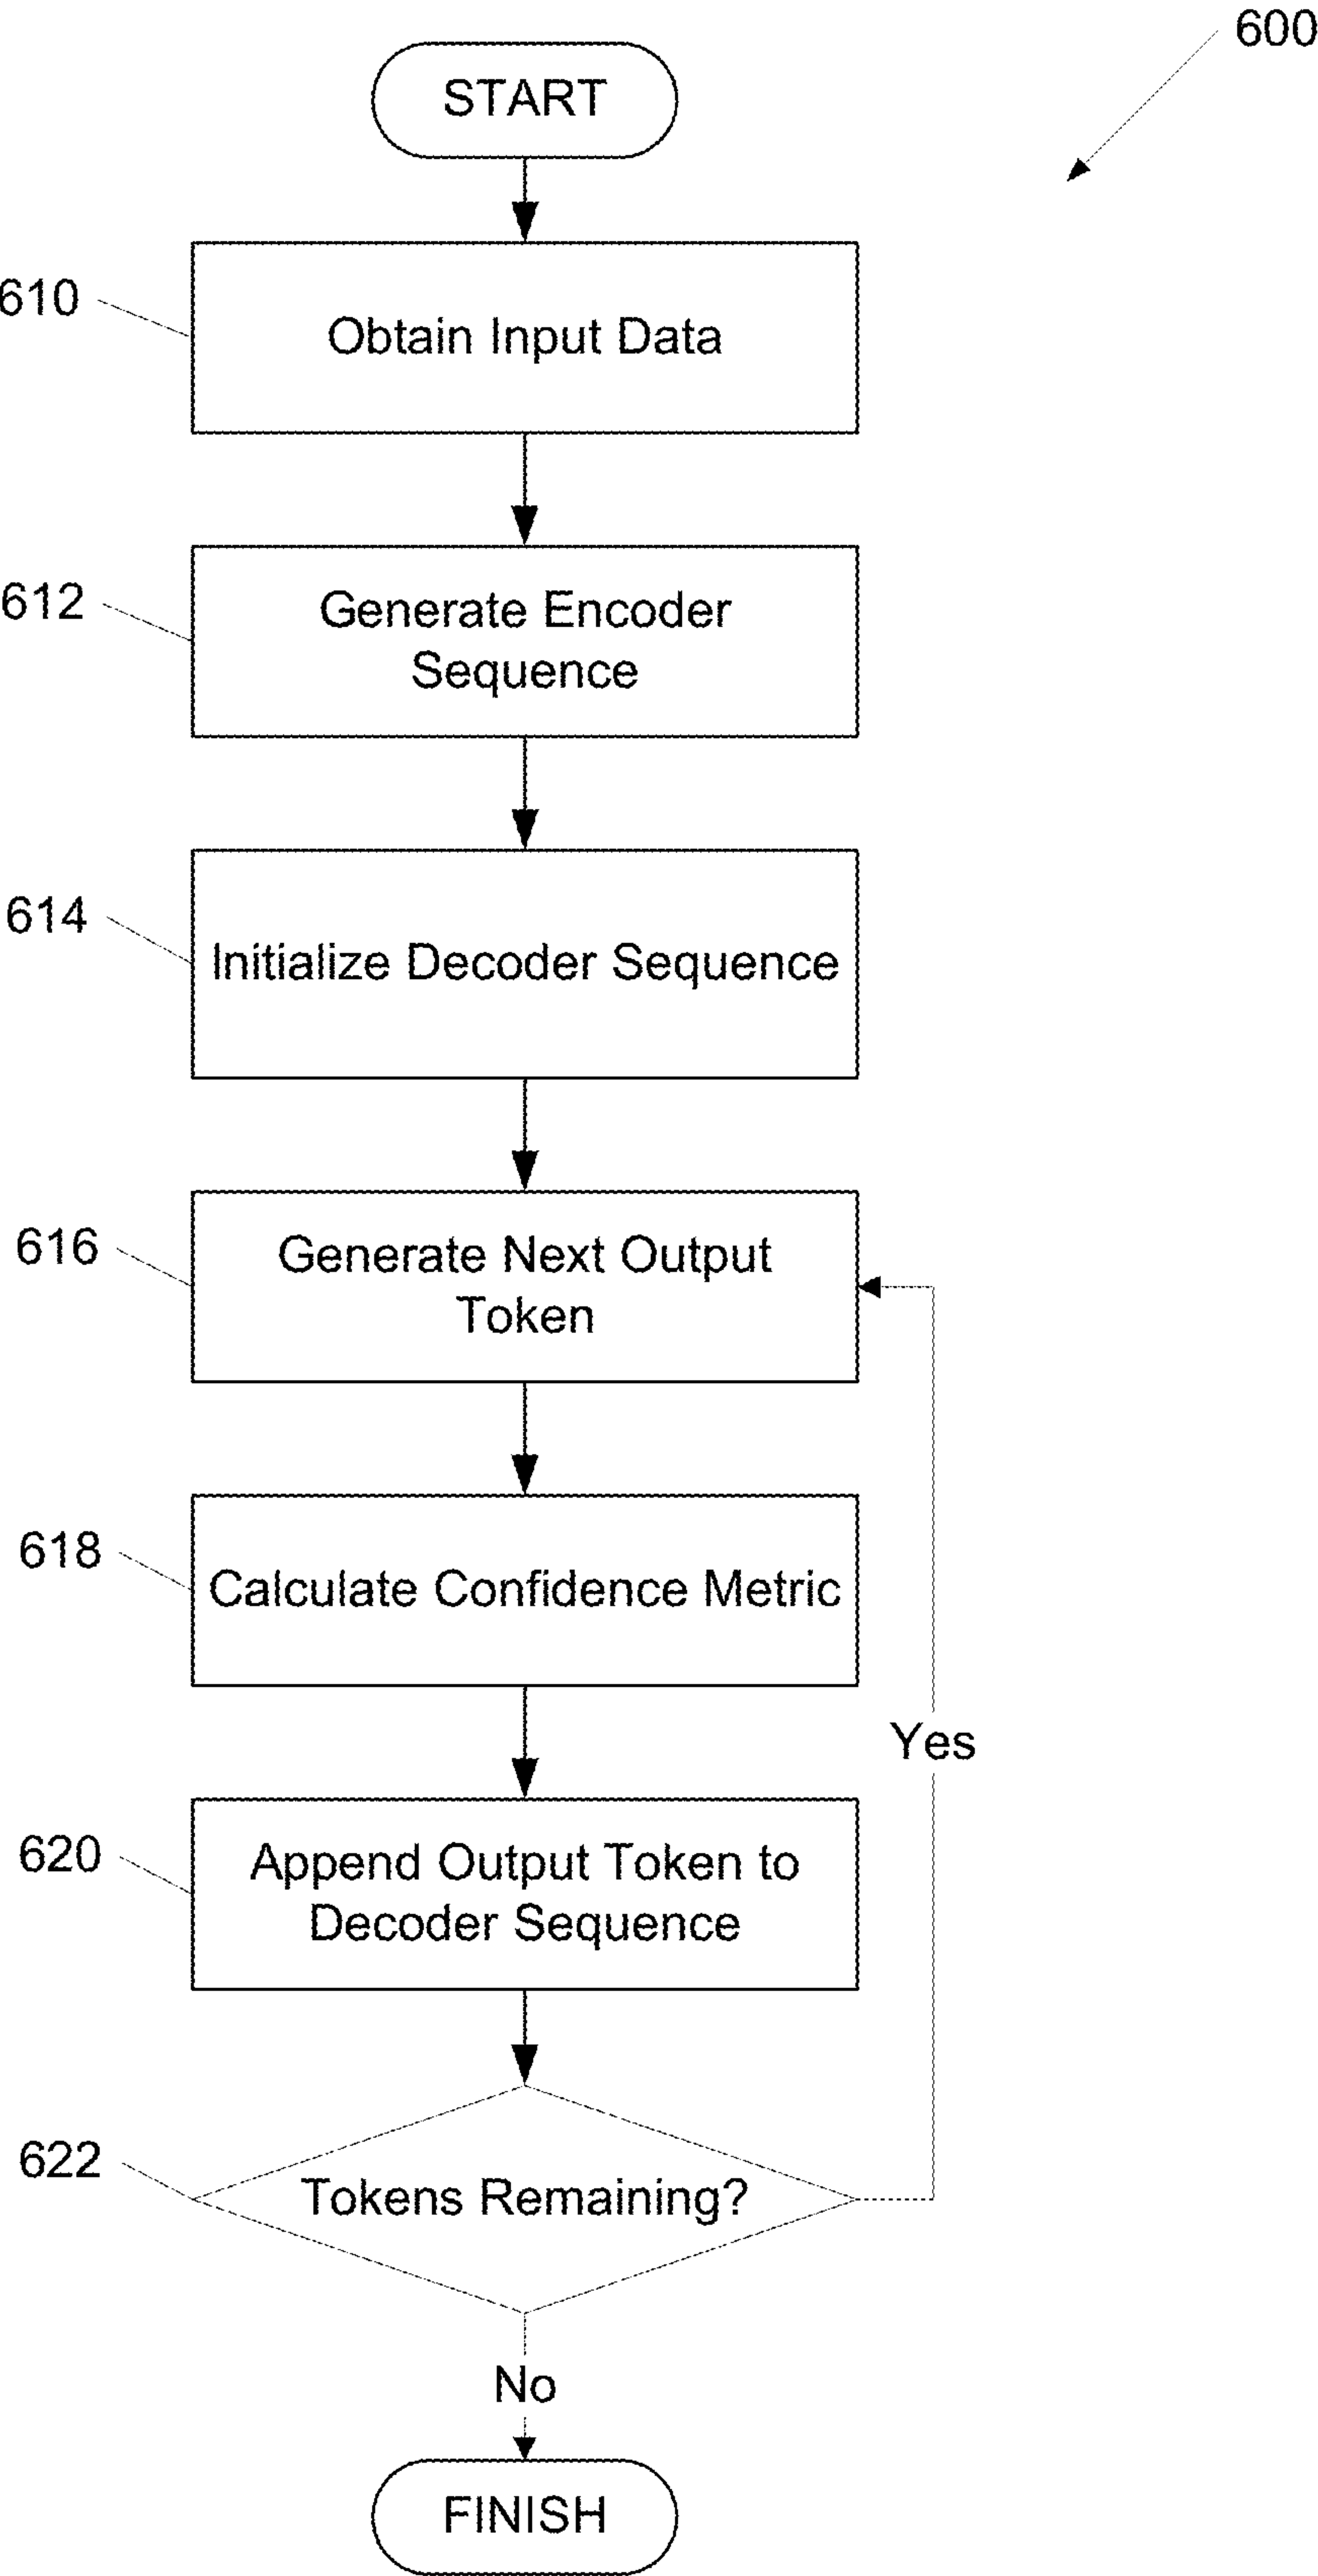 600
START
610
Obtain Input Data
612
Generate Encoder
Sequence
614
Initialize Decoder Sequence
616
Generate Next Output
Token
618
Calculate Confidence Metric
Yes
620
Append Output Token to
Decoder Sequence
622
Tokens Remaining?
No
FINISH